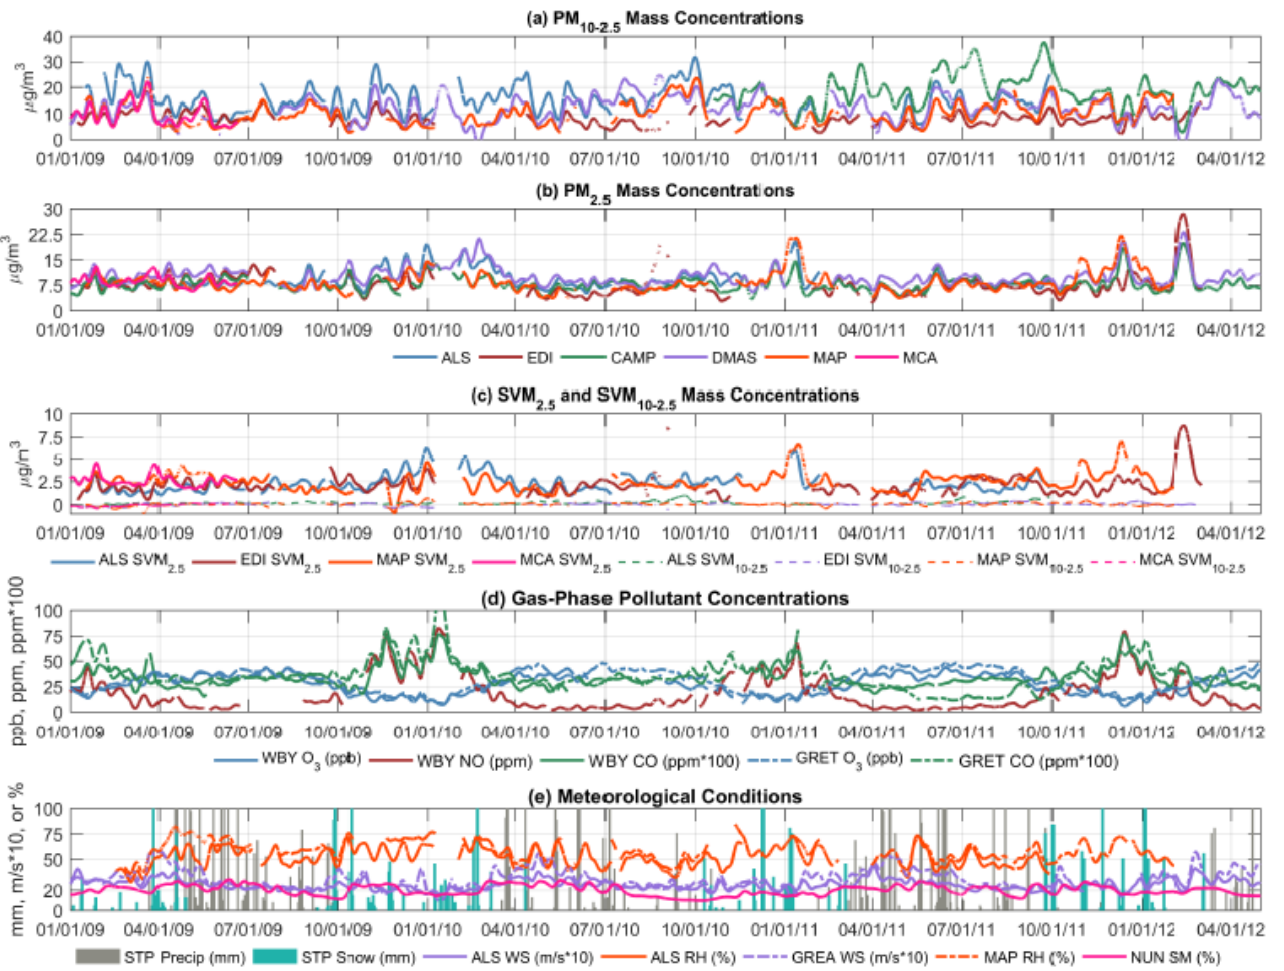 (a) PM10-2.5 Mass Concentrations
40
30
20
10
0
μg/m3
01/01/09 04/01/09 07/01/09 10/01/09 01/01/10 04/01/10 07/01/10 10/01/10 01/01/11 04/01/11 07/01/11 10/01/11 01/01/12 04/01/12
(b) PM2.5 Mass Concentrations
30
22.5
15
7.5
0
μg/m3
01/01/09 04/01/09 07/01/09 10/01/09 01/01/10 04/01/10 07/01/10 10/01/10 01/01/11 04/01/11 07/01/11 10/01/11 01/01/12 04/01/12
ALS EDI CAMP DMAS MAP MCA
(c) SVM2.5 and SVM10-2.5 Mass Concentrations
10
7.5
5
2.5
0
μg/m3
01/01/09 04/01/09 07/01/09 10/01/09 01/01/10 04/01/10 07/01/10 10/01/10 01/01/11 04/01/11 07/01/11 10/01/11 01/01/12 04/01/12
ALS SVM2.5 EDI SVM2.5 MAP SVM2.5 MCA SVM2.5 ALS SVM10-2.5 EDI SVM10-2.5 MAP SVM10-2.5 MCA SVM10-2.5
(d) Gas-Phase Pollutant Concentrations
100
75
50
25
0
ppb, ppm, ppm*100
01/01/09 04/01/09 07/01/09 10/01/09 01/01/10 04/01/10 07/01/10 10/01/10 01/01/11 04/01/11 07/01/11 10/01/11 01/01/12 04/01/12
WBY O3 (ppb) WBY NO (ppm) WBY CO (ppm*100) GRET O3 (ppb) GRET CO (ppm*100)
(e) Meteorological Conditions
100
75
50
20
0
mm, m/s*10, or %
01/01/09 04/01/09 07/01/09 10/01/09 01/01/10 04/01/10 07/01/10 10/01/10 01/01/11 04/01/11 07/01/11 10/01/11 01/01/12 04/01/12
STP Precip (mm) STP Snow (mm) ALS WS (m/s*10) ALS RH (%) GREA WS (m/s*10) MAP RH (%) NUN SM (%)